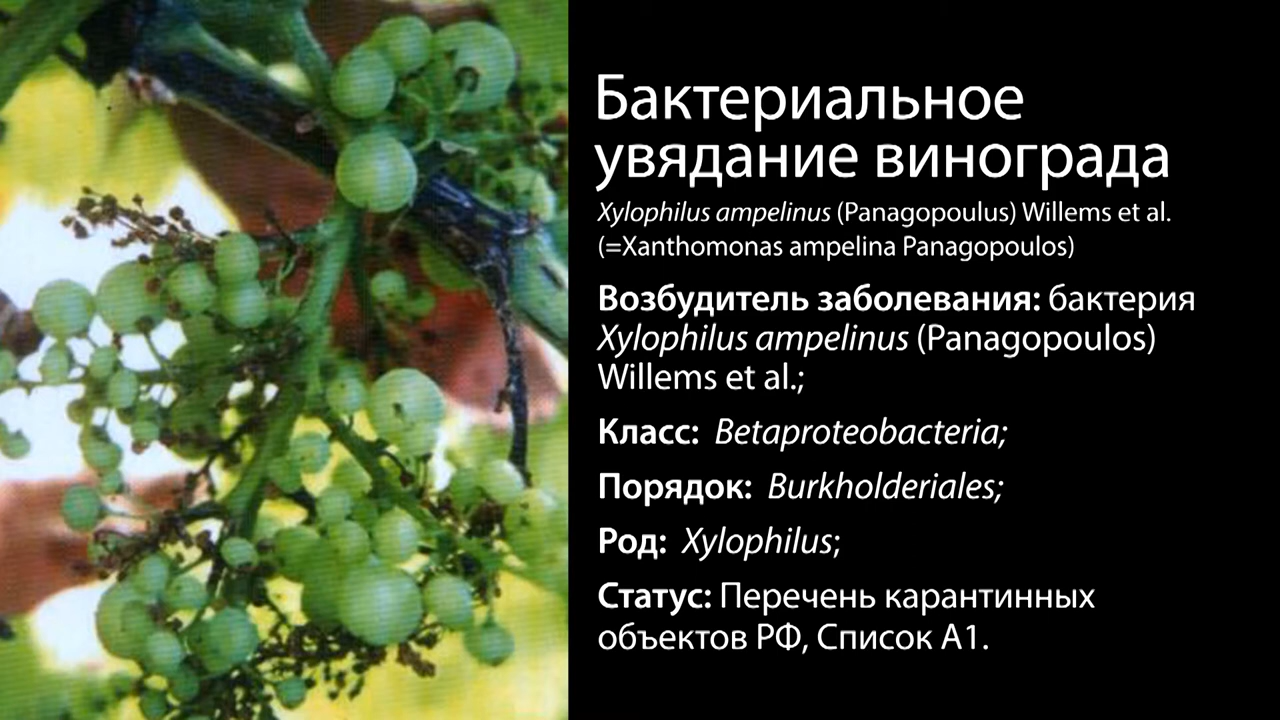 Бактериальное
увядание винограда
Xylophilus ampelinus (Panagopoulus) Willems et al.
(=Xanthomonas ampelina Panagopoulos)
Возбудитель заболевания: бактерия
Xylophilus ampelinus (Panagopoulos)
Willems et al.;
Класс: Betaproteobacteria;
Порядок: Burkholderiales;
Род: Xylophilus;
Статус: Перечень карантинных
объектов РФ, Список А1.